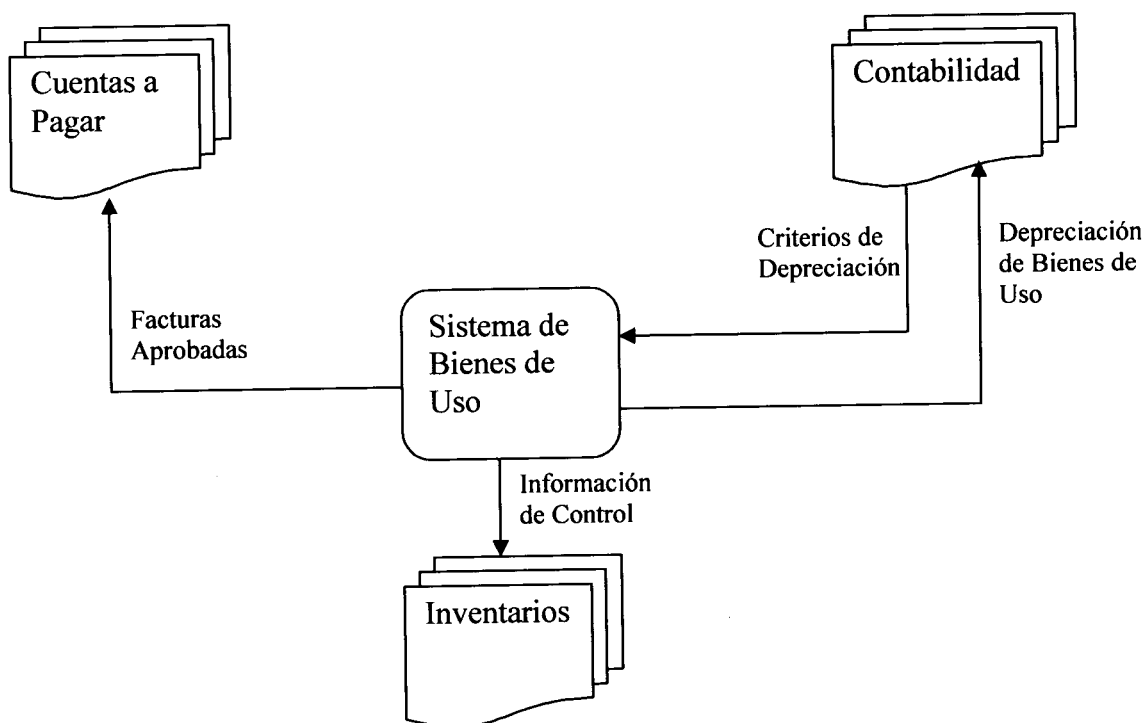 Cuentas a
Pagar
Contabilidad
Criterios de
Depreciación
Depreciación
de Bienes de
Uso
Facturas
Aprobadas
Sistema de
Bienes de
Uso
Información
de Control
Inventarios